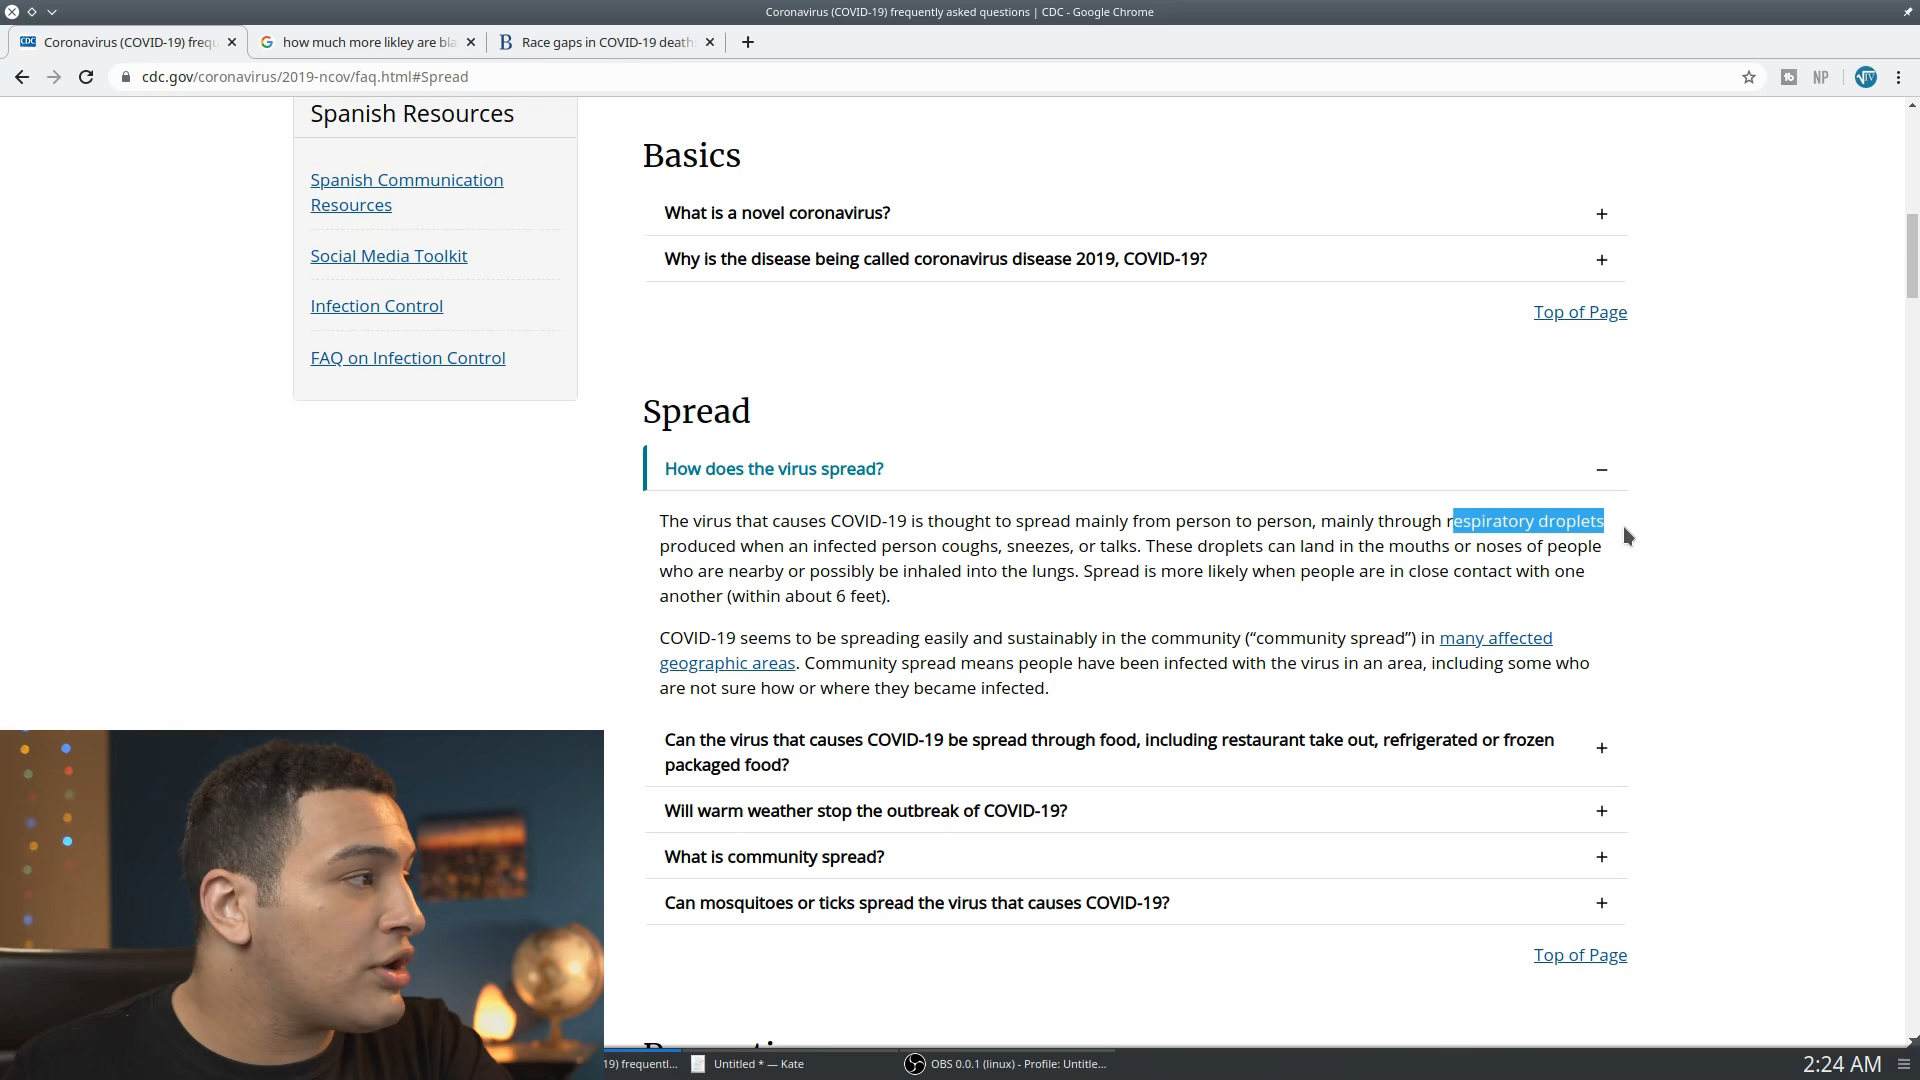 Coronavirus (COVID-19) frequently asked questions | CDC - Google Chrome
Coronavirus (COVID-19) frequ
how much more likley are bla
Race gaps in COVID-19 death
cdc.gov/coronavirus/2019-ncov/faq.html#Spread
NP
Spanish Resources
Spanish Communication
Resources
Social Media Toolkit
Infection Control
FAQ on Infection Control
Basics
What is a novel coronavirus?
Why is the disease being called coronavirus disease 2019, COVID-19?
Top of Page
Spread
How does the virus spread?
The virus that causes COVID-19 is thought to spread mainly from person to person, mainly through respiratory droplets
produced when an infected person coughs, sneezes, or talks. These droplets can land in the mouths or noses of people
who are nearby or possibly be inhaled into the lungs. Spread is more likely when people are in close contact with one
another (within about 6 feet).
COVID-19 seems to be spreading easily and sustainably in the community (“community spread”) in many affected
geographic areas. Community spread means people have been infected with the virus in an area, including some who
are not sure how or where they became infected.
Can the virus that causes COVID-19 be spread through food, including restaurant take out, refrigerated or frozen
packaged food?
Will warm weather stop the outbreak of COVID-19?
What is community spread?
Can mosquitoes or ticks spread the virus that causes COVID-19?
Top of Page
19) frequentl...
Untitled * — Kate
OBS 0.0.1 (linux) - Profile: Untitle...
2:24 AM